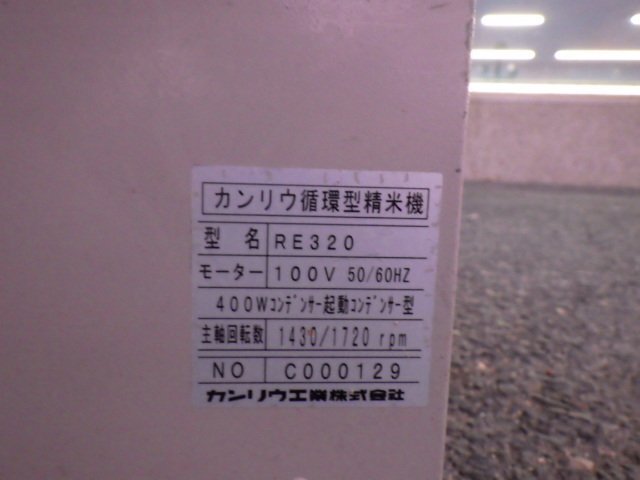 カンリウ循環型精米機
型 名 RE320
モーター 100V 50/60HZ
400Wコンデンサー起動コンデンサー型
主軸回転数 1430/1720 rpm
NO C000129
カンリウ工業株式会社